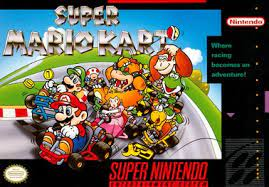 SUPER
MARIO KART
Nintendo
Where
racing
becomes an
adventure!
SUPER NINTENDO
ENTERTAINMENT SYSTEM